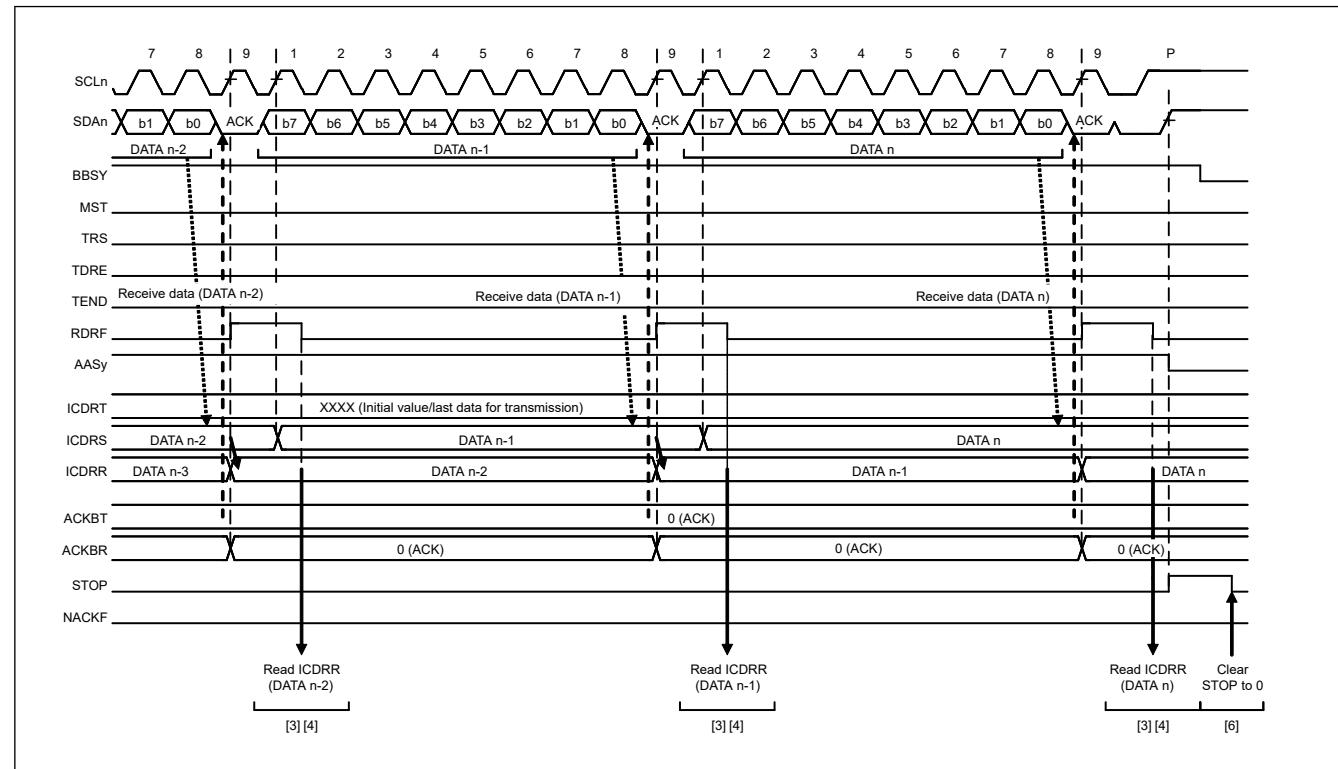 7 8 9 1 2 3 4 5 6 7 8 9 1 2 3 4 5 6 7 8 9 P
SCLn
SDAn b1 b0 ACK b7 b6 b5 b4 b3 b2 b1 b0 ACK b7 b6 b5 b4 b3 b2 b1 b0 ACK
DATA n-2 DATA n-1 DATA n
BBSY
MST
TRS
TDRE
Receive data (DATA n-2) Receive data (DATA n-1) Receive data (DATA n)
TEND
RDRF
AASy
ICDRT XXXX (Initial value/last data for transmission)
ICDRS DATA n-2 DATA n-1 DATA n
ICDRR DATA n-3 DATA n-2 DATA n-1 DATA n
ACKBT 0 (ACK)
ACKBR 0 (ACK) 0 (ACK) 0 (ACK)
STOP
NACKF
Read ICDRR Read ICDRR Read ICDRR Clear
(DATA n-2) (DATA n-1) (DATA n) STOP to 0
[3] [4] [3] [4] [3] [4] [6]